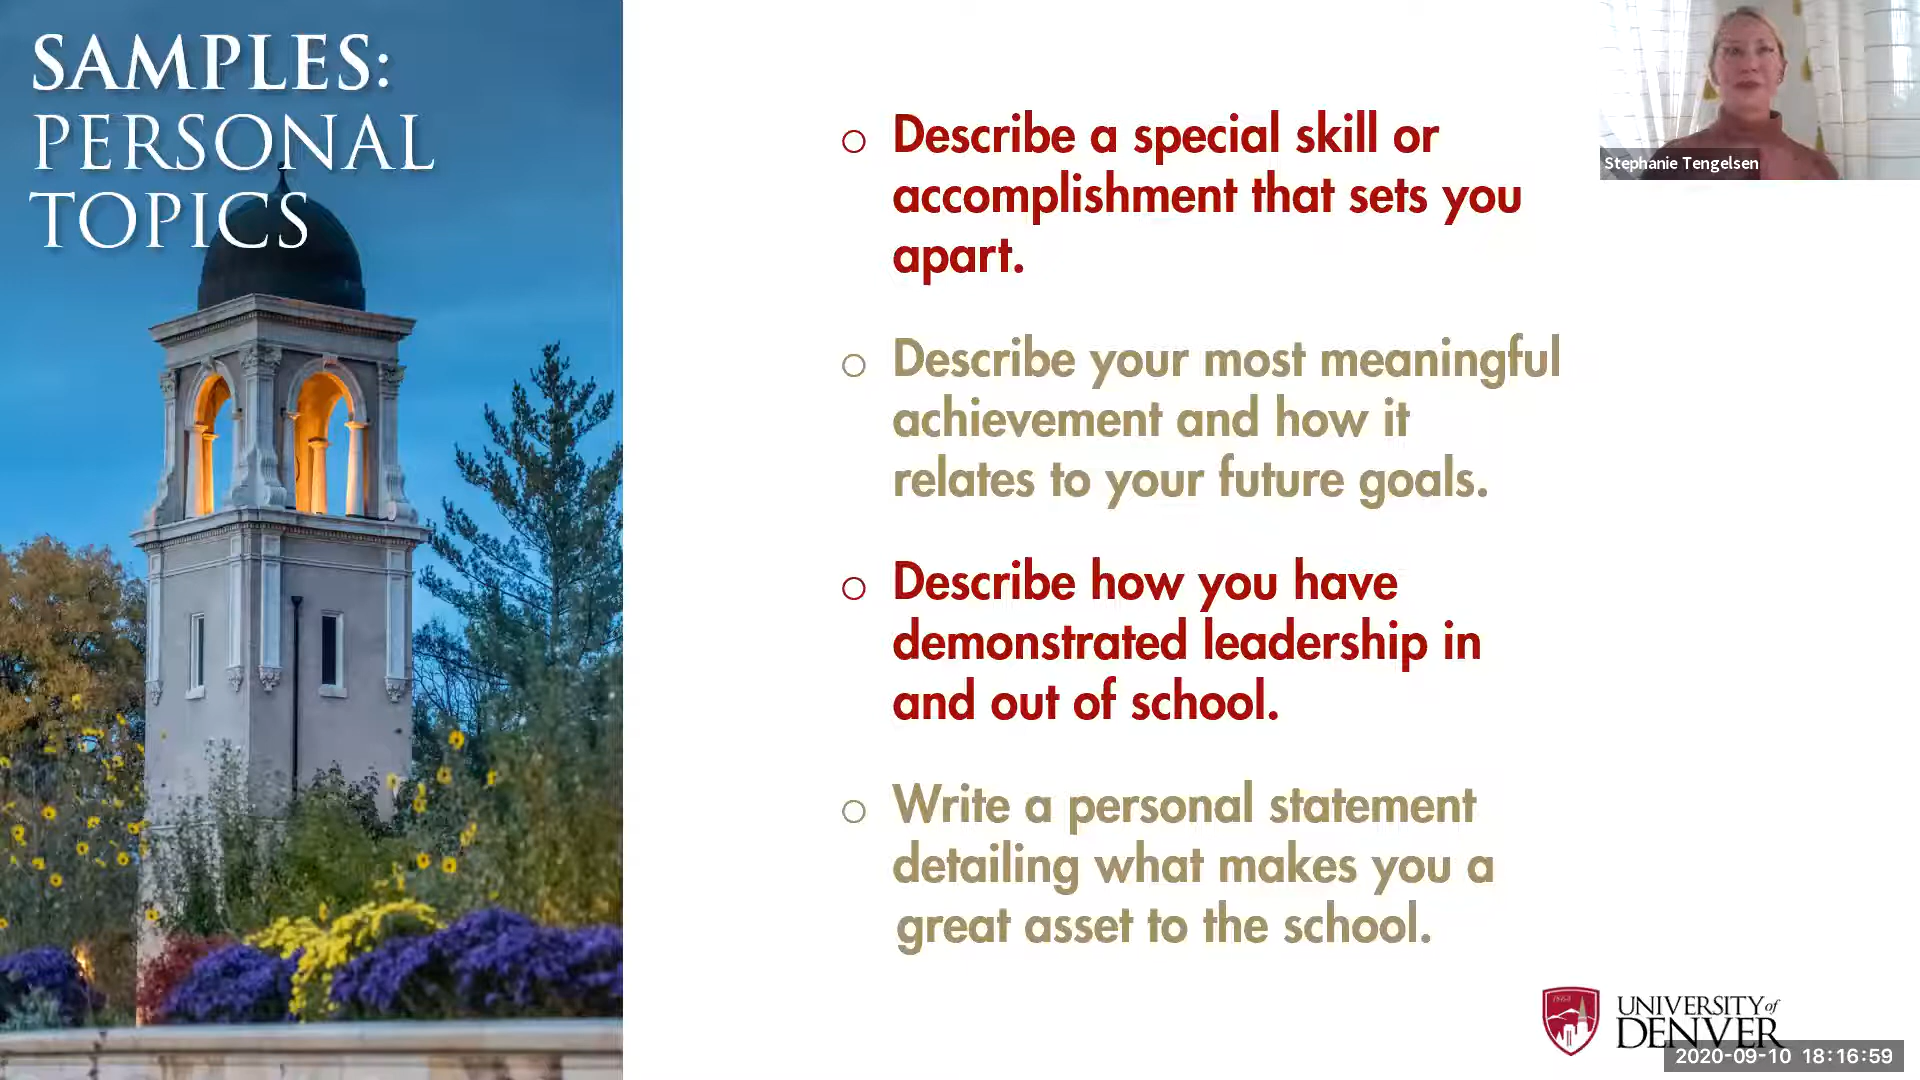 SAMPLES:
PERSONAL
TOPICS
Describe a special skill or
accomplishment that sets you
apart.
Describe your most meaningful
achievement and how it
relates to your future goals.
Describe how you have
demonstrated leadership in
and out of school.
Write a personal statement
detailing what makes you a
great asset to the school.
Stephanie Tengelsen
UNIVERSITY of
DENVER
2020-09-10 18:16:59